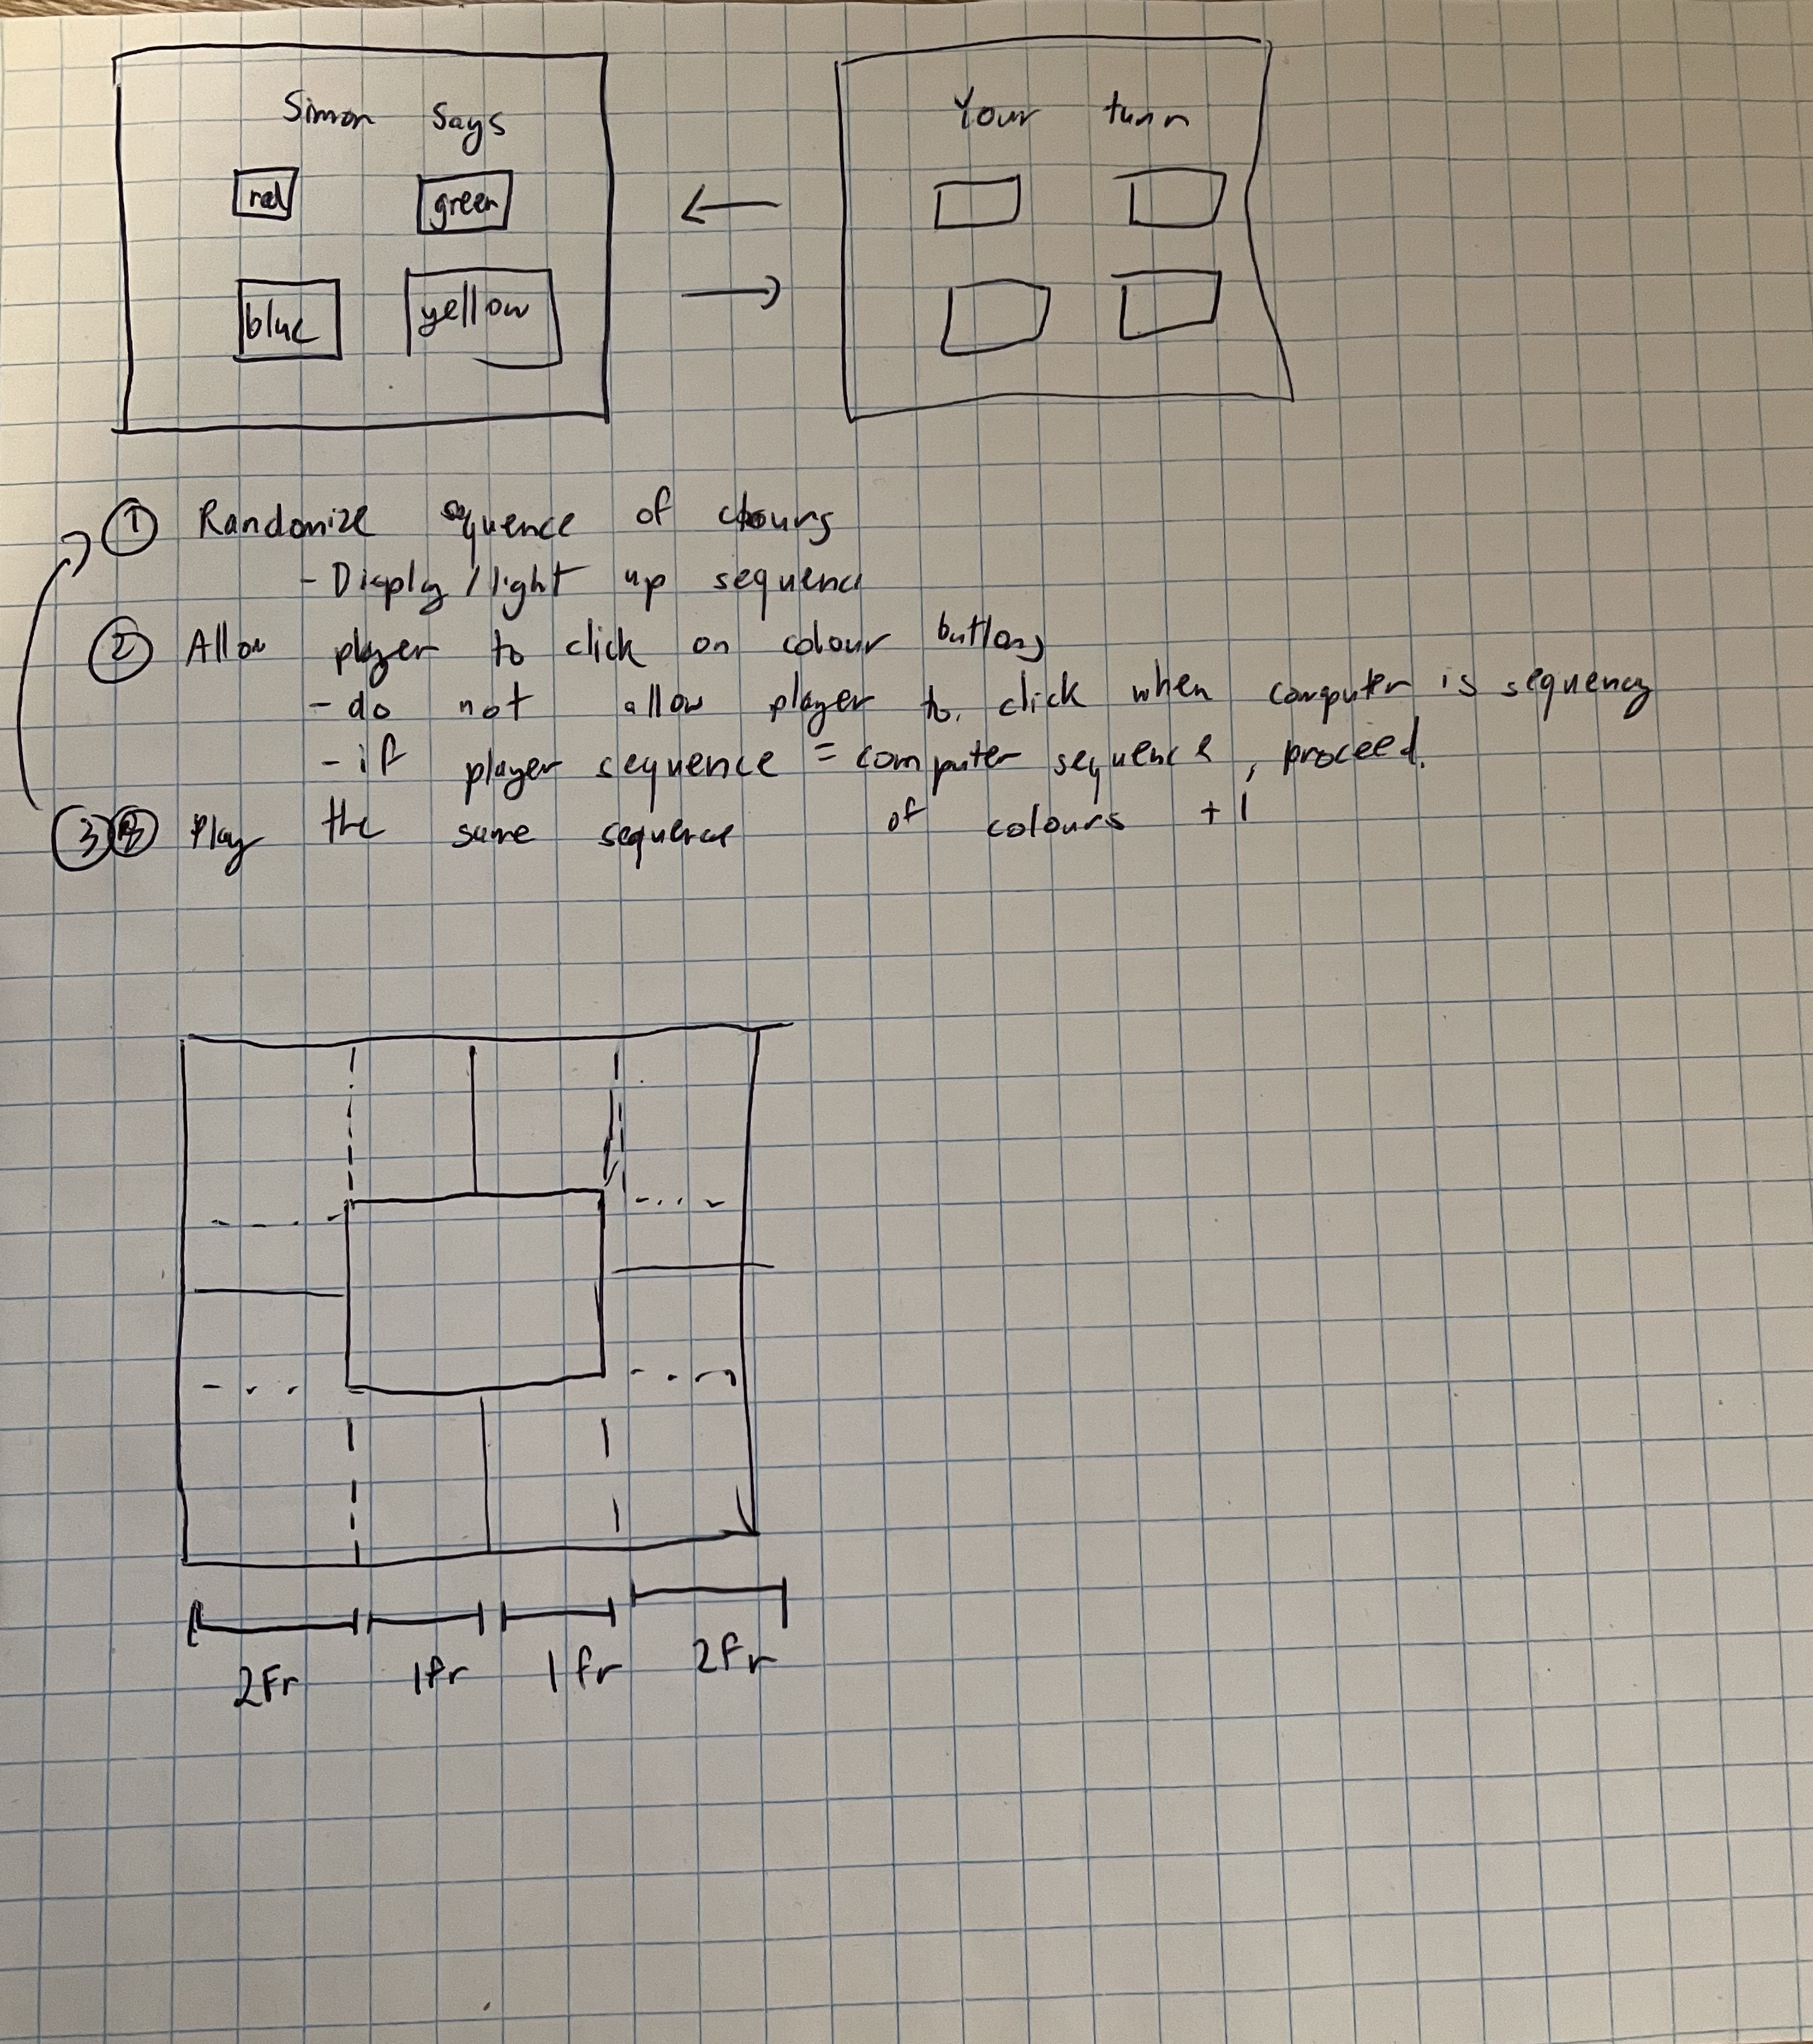 Simon Says
red green
blue yellow
Your turn
←
→
① Randomize sequence of colours
- Display / light up sequence
② Allow player to click on colour buttons
- do not allow player to click when computer is sequency
- if player sequence = computer sequence, proceed.
③ Play the same sequence of colours +1
2Fr 1fr 1fr 2Fr